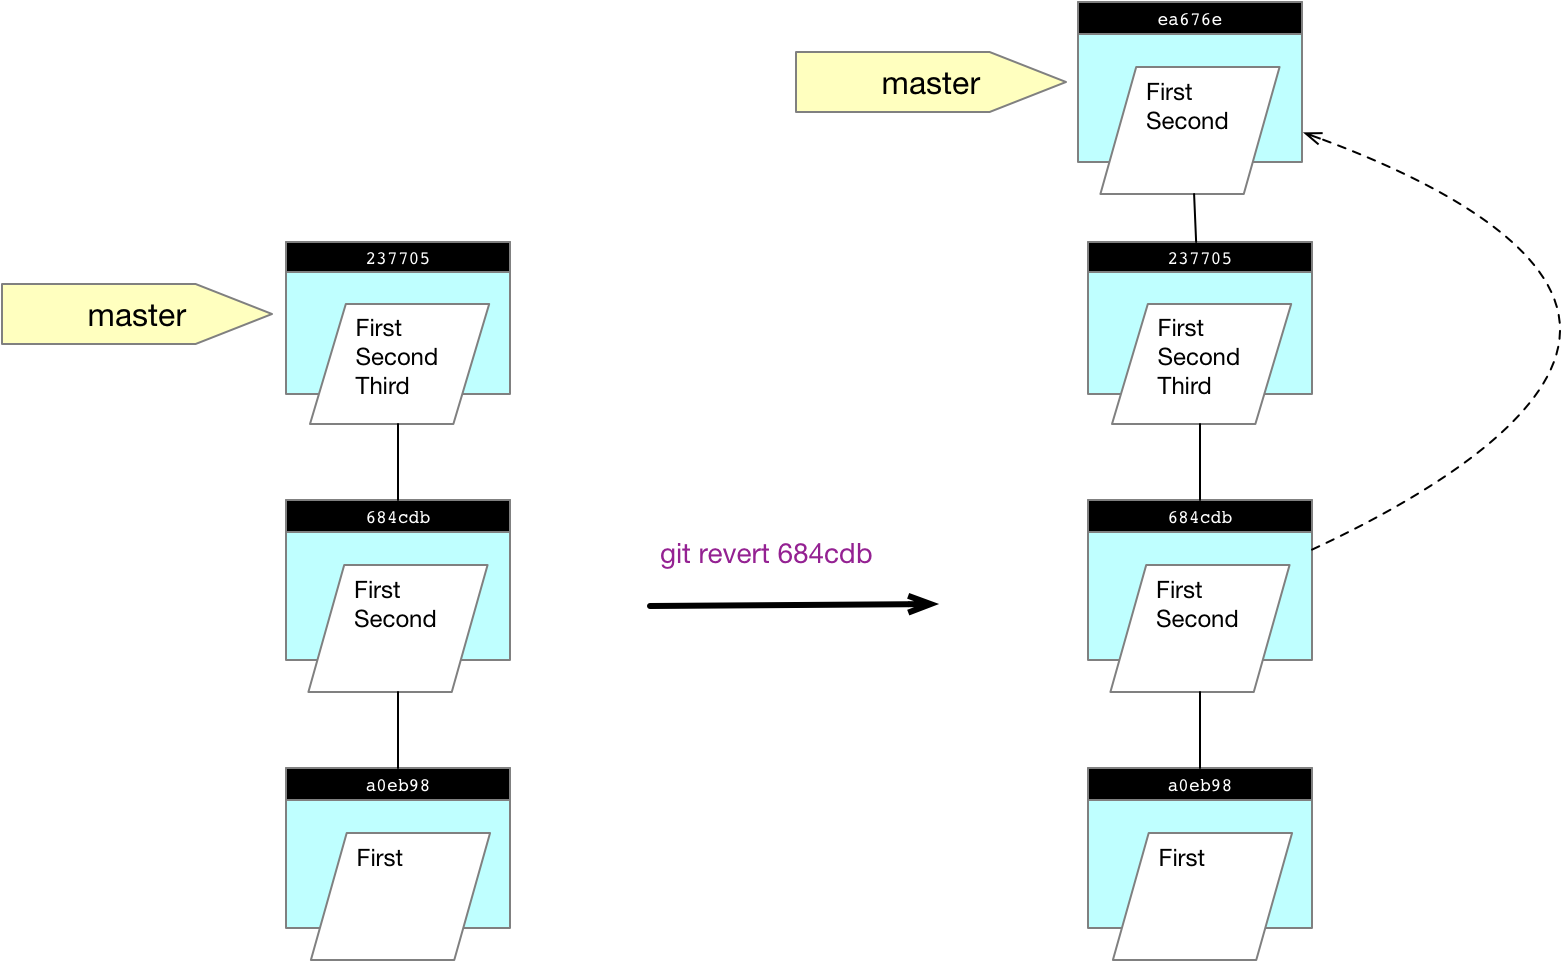 master
237705
First
Second
Third
684cdb
First
Second
a0eb98
First
git revert 684cdb
master
ea676e
First
Second
237705
First
Second
Third
684cdb
First
Second
a0eb98
First